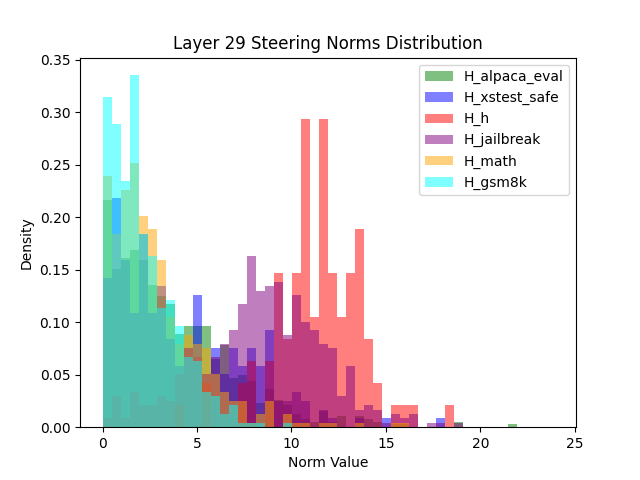 Layer 29 Steering Norms Distribution
H_alpaca_eval
H_xstest_safe
H_h
H_jailbreak
H_math
H_gsm8k
Density
0.35
0.30
0.25
0.20
0.15
0.10
0.05
0.00
0 5 10 15 20 25
Norm Value